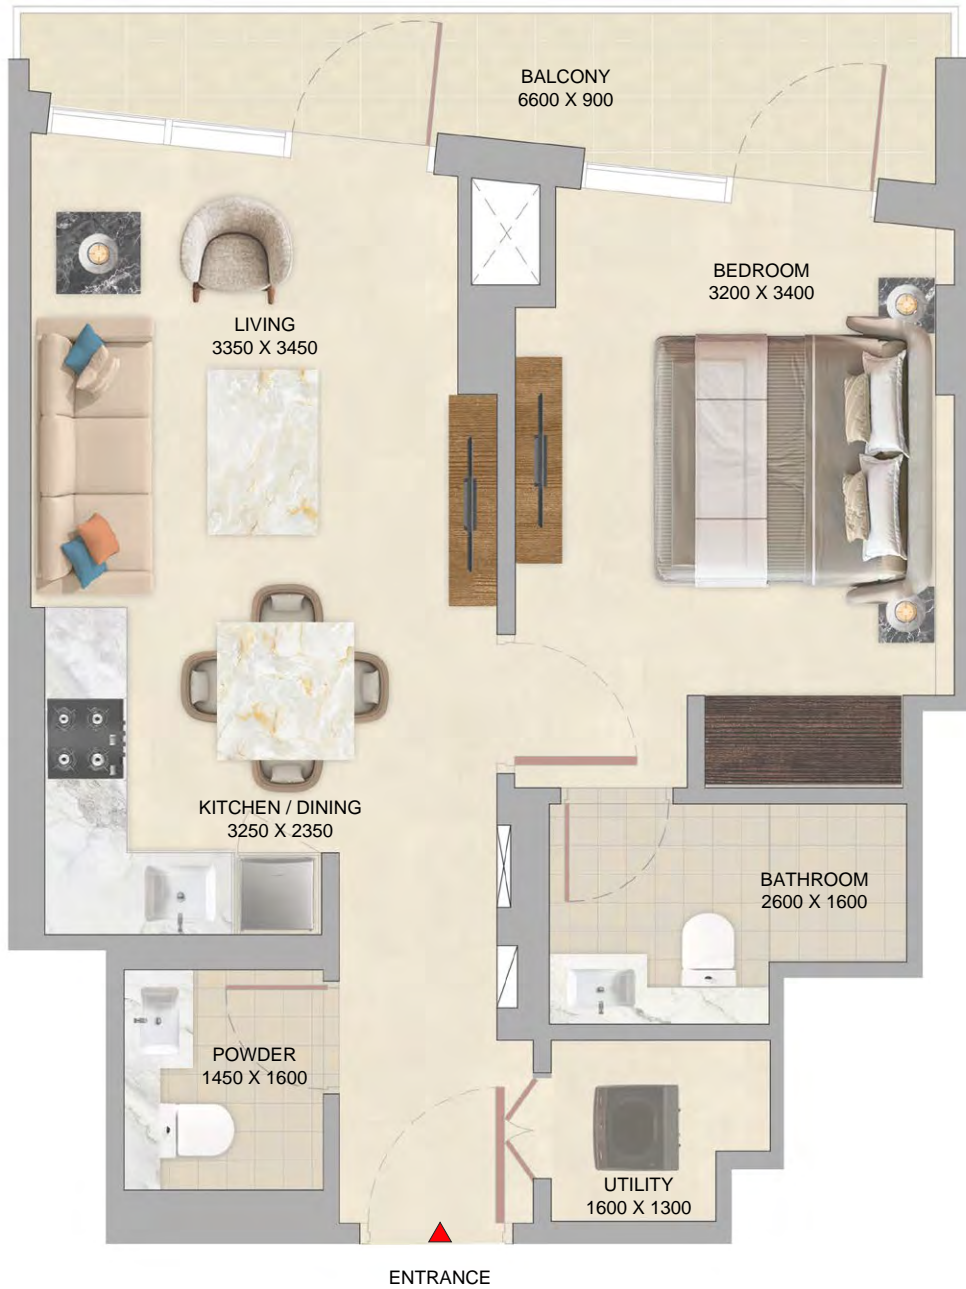 BALCONY
6600 X 900
BEDROOM
3200 X 3400
LIVING
3350 X 3450
KITCHEN / DINING
3250 X 2350
BATHROOM
2600 X 1600
POWDER
1450 X 1600
UTILITY
1600 X 1300
ENTRANCE